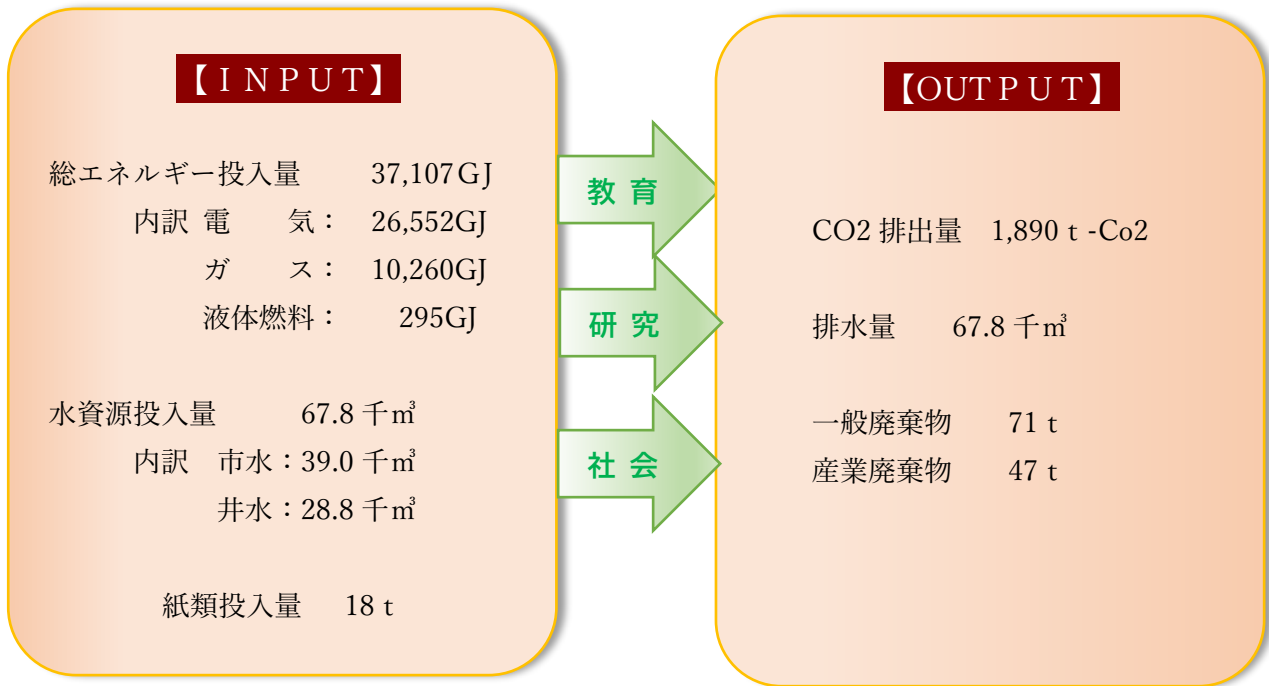 【ＩＮＰＵＴ】
総エネルギー投入量　　37,107GJ
内訳 電　　気：　26,552GJ
ガ　　ス：　10,260GJ
液体燃料：　　295GJ
水資源投入量　　　67.8 千㎥
内訳　市水：39.0 千㎥
井水：28.8 千㎥
紙類投入量　 18 t
教 育
研 究
社 会
【OUTＰＵＴ】
CO2 排出量　1,890 t -Co2
排水量　　67.8 千㎥
一般廃棄物　　71 t
産業廃棄物　　47 t